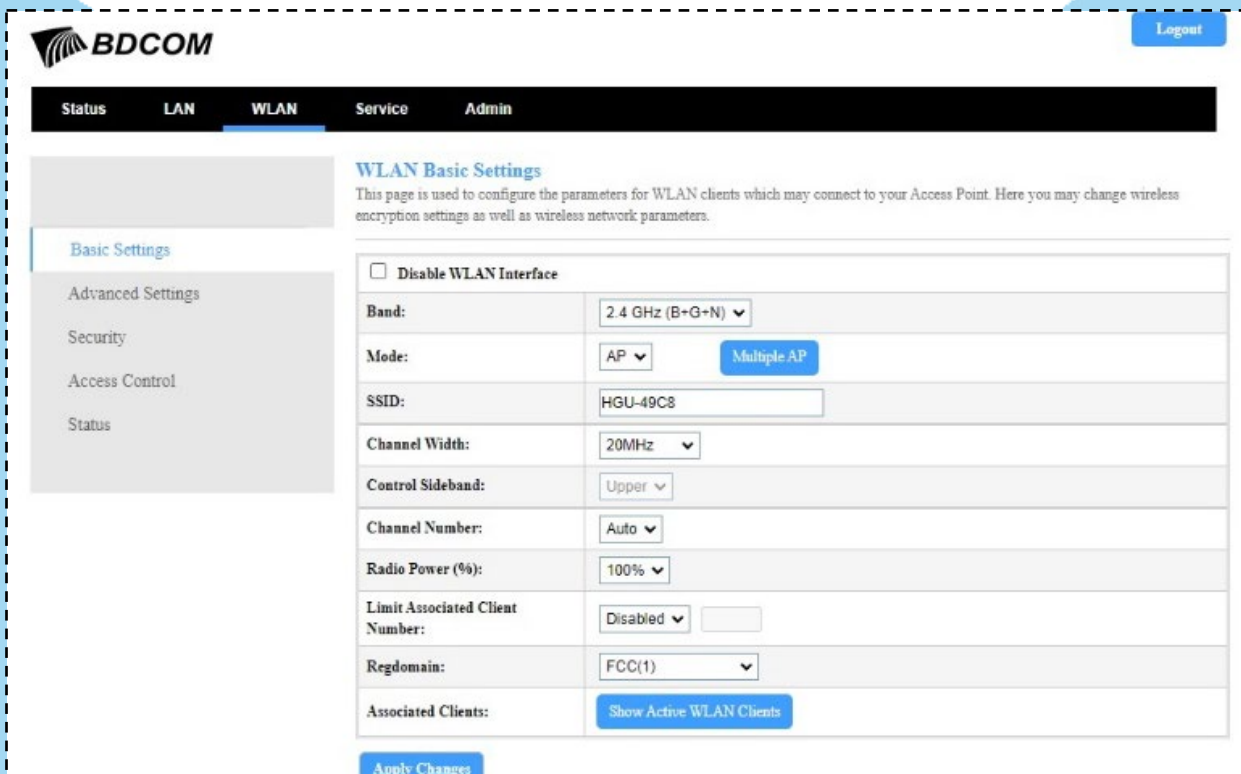 BDCOM
Logout
Status LAN WLAN Service Admin
WLAN Basic Settings
This page is used to configure the parameters for WLAN clients which may connect to your Access Point. Here you may change wireless
encryption settings as well as wireless network parameters.
Basic Settings
Advanced Settings
Security
Access Control
Status
Disable WLAN Interface
Band: 2.4 GHz (B+G+N)
Mode: AP Multiple AP
SSID: HGU-49C8
Channel Width: 20MHz
Control Sideband: Upper
Channel Number: Auto
Radio Power (%): 100%
Limit Associated Client
Number: Disabled
Regdomain: FCC(1)
Associated Clients: Show Active WLAN Clients
Apply Changes